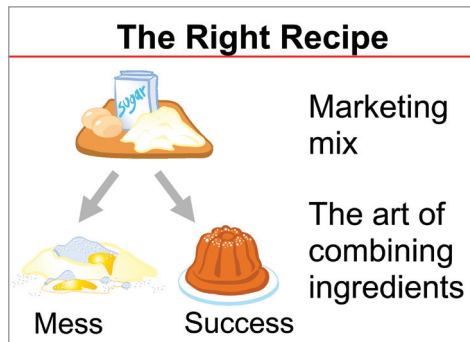 The Right Recipe
sugar
Marketing
mix
The art of
combining
ingredients
Mess
Success